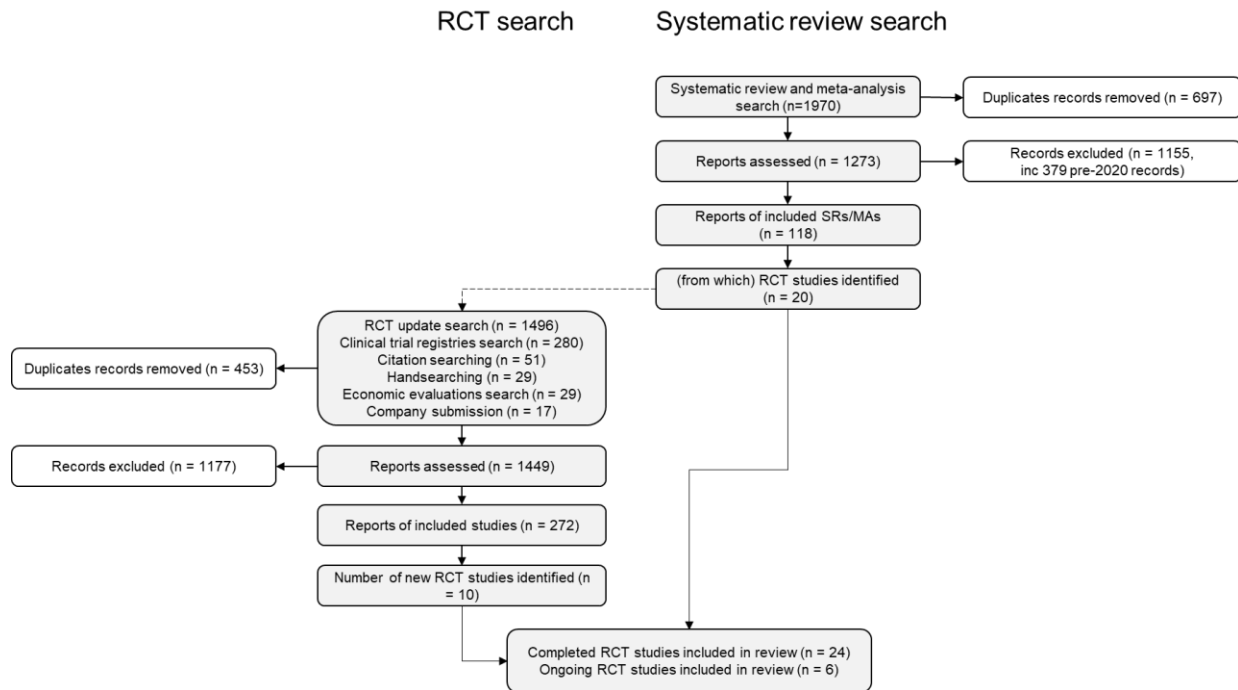 RCT search
Systematic review search
Systematic review and meta-analysis
search (n=1970)
Duplicates records removed (n = 697)
Reports assessed (n = 1273)
Records excluded (n = 1155,
inc 379 pre-2020 records)
Reports of included SRs/MAs
(n = 118)
(from which) RCT studies identified
(n = 20)
RCT update search (n = 1496)
Clinical trial registries search (n = 280)
Citation searching (n = 51)
Handsearching (n = 29)
Economic evaluations search (n = 29)
Company submission (n = 17)
Duplicates records removed (n = 453)
Records excluded (n = 1177)
Reports assessed (n = 1449)
Reports of included studies (n = 272)
Number of new RCT studies identified (n
= 10)
Completed RCT studies included in review (n = 24)
Ongoing RCT studies included in review (n = 6)